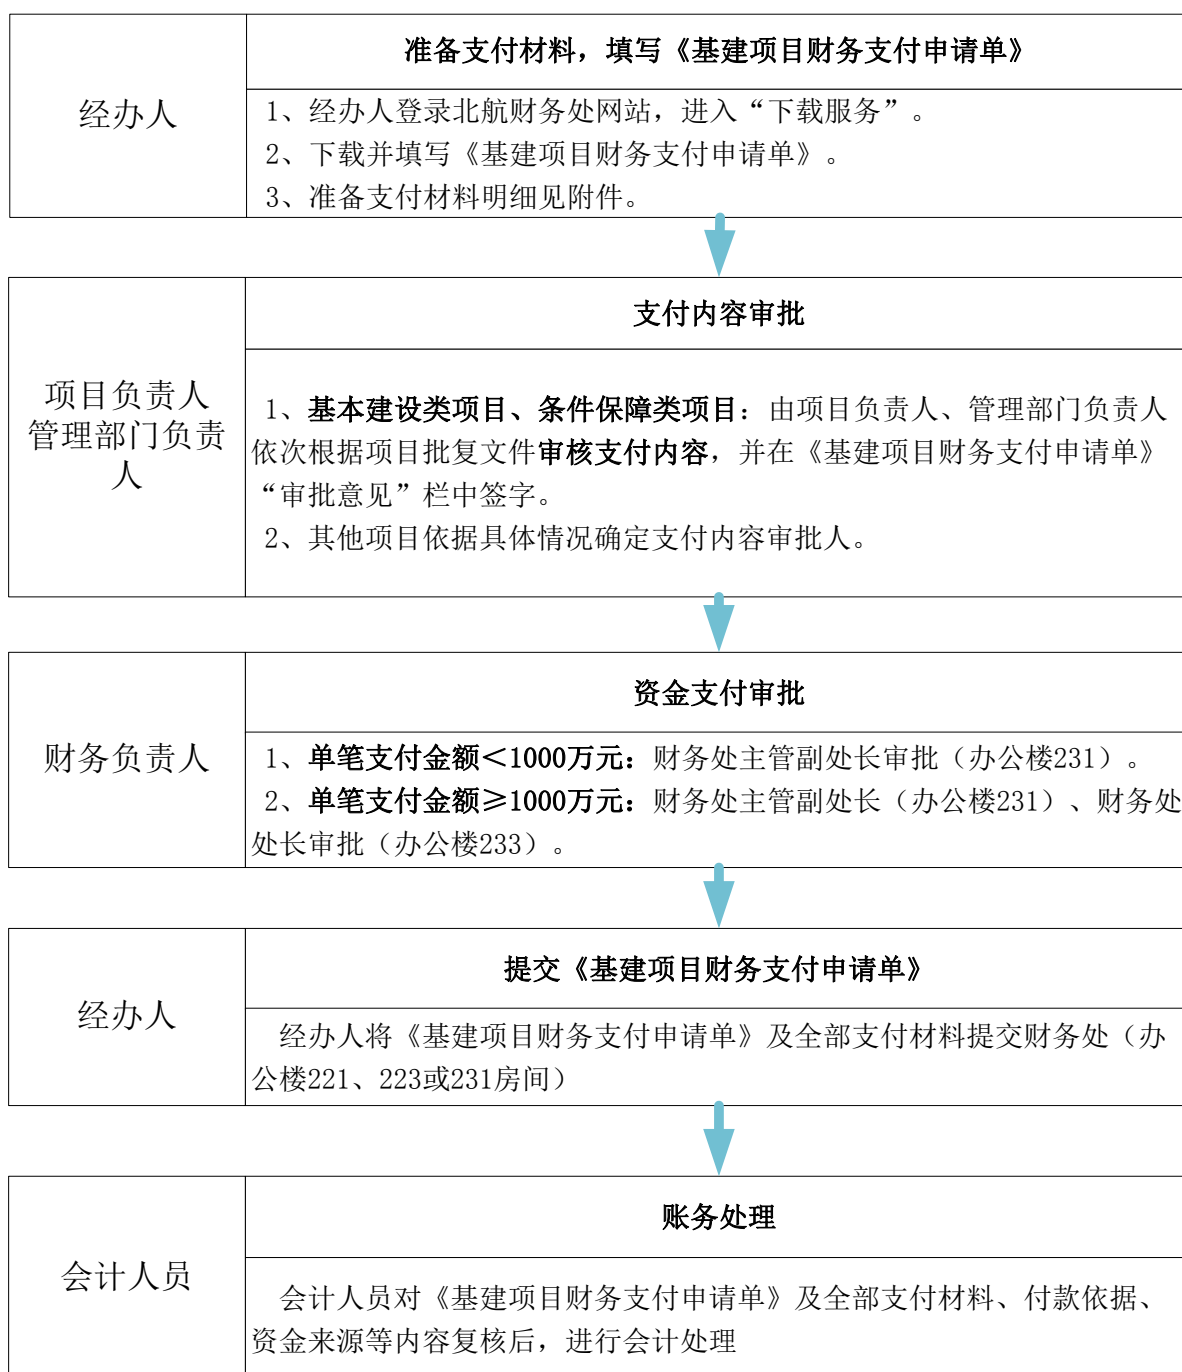 准备支付材料，填写《基建项目财务支付申请单》
经办人
1、经办人登录北航财务处网站，进入“下载服务”。
2、下载并填写《基建项目财务支付申请单》。
3、准备支付材料明细见附件。
支付内容审批
项目负责人
管理部门负责
人
1、基本建设类项目、条件保障类项目：由项目负责人、管理部门负责人
依次根据项目批复文件审核支付内容，并在《基建项目财务支付申请单》
“审批意见”栏中签字。
2、其他项目依据具体情况确定支付内容审批人。
资金支付审批
财务负责人
1、单笔支付金额＜1000万元：财务处主管副处长审批（办公楼231）。
2、单笔支付金额≥1000万元：财务处主管副处长（办公楼231）、财务处
处长审批（办公楼233）。
提交《基建项目财务支付申请单》
经办人
经办人将《基建项目财务支付申请单》及全部支付材料提交财务处（办
公楼221、223或231房间）
账务处理
会计人员
会计人员对《基建项目财务支付申请单》及全部支付材料、付款依据、
资金来源等内容复核后，进行会计处理